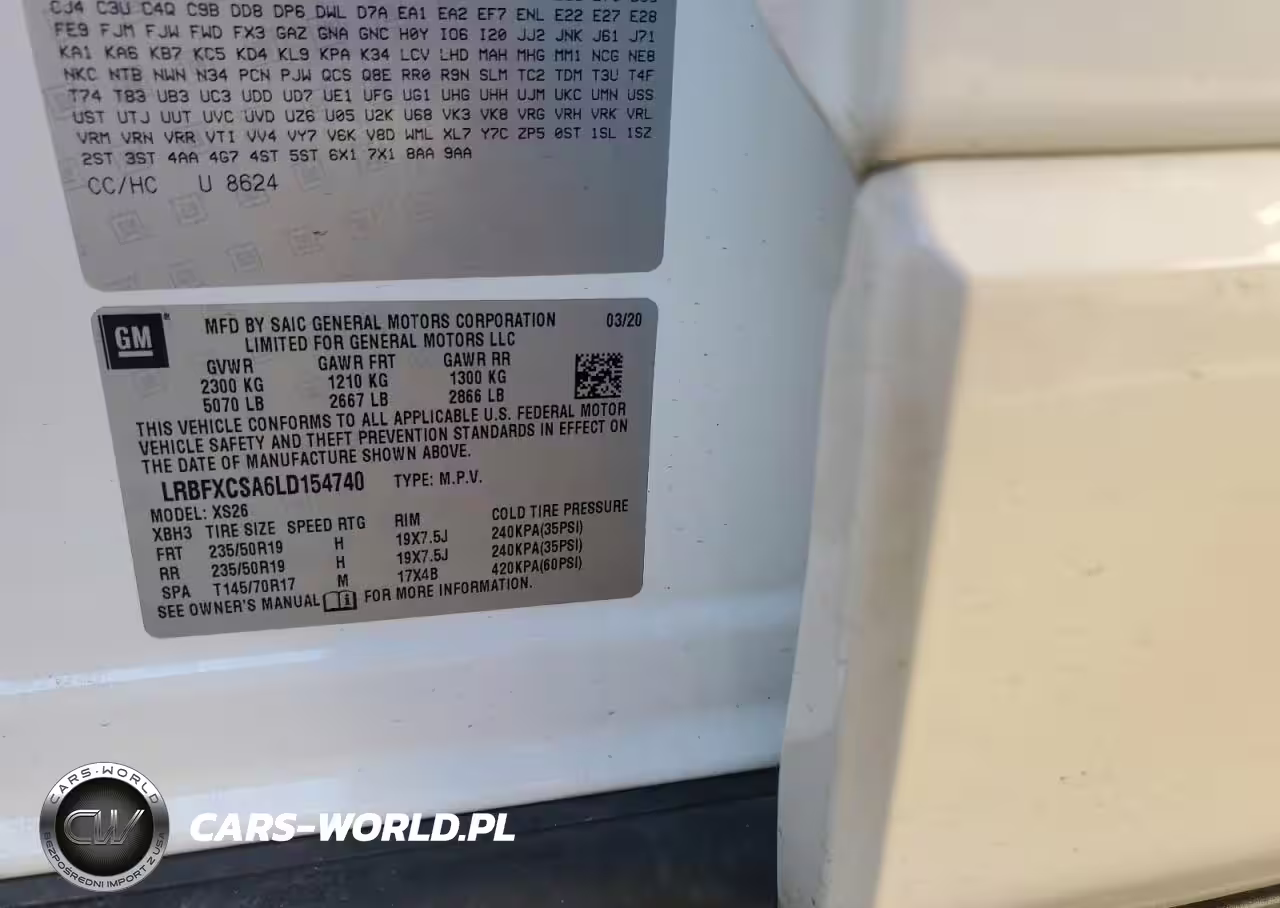 CJ4 C3U C4Q C9B DD8 DP6 DWL D7A EA1 EA2 EF7 ENL E22 E27 E28
FE9 FJM FJW FWD FX3 GAZ GNA GNC H0Y IO6 I20 JJ2 JNK J61 J71
KA1 KA6 KB7 KC5 KD4 KL9 KPA K34 LCV LHD MAH MHG MM1 NCG NE8
NKC NTB NWN N34 PCN PJW QCS Q8E RR0 R9N SLM TC2 TDM T3U T4F
T74 T83 UB3 UC3 UDD UD7 UE1 UFG UG1 UHG UHH UJM UKC UMN USS
UST UTJ UUT UVC UVD UZ6 U05 U2K U68 VK3 VK8 VRG VRH VRK VRL
VRM VRN VRR VTI VV4 VY7 V6K V8D WML XL7 Y7C ZP5 0ST 1SL 1SZ
2ST 3ST 4AA 4G7 4ST 5ST 6X1 7X1 8AA 9AA
CC/HC U 8624
GM
MFD BY SAIC GENERAL MOTORS CORPORATION 03/20
LIMITED FOR GENERAL MOTORS LLC
GVWR GAWR FRT GAWR RR
2300 KG 1210 KG 1300 KG
5070 LB 2667 LB 2866 LB
THIS VEHICLE CONFORMS TO ALL APPLICABLE U.S. FEDERAL MOTOR
VEHICLE SAFETY AND THEFT PREVENTION STANDARDS IN EFFECT ON
THE DATE OF MANUFACTURE SHOWN ABOVE.
LRBFXCSA6LD154740 TYPE: M.P.V.
MODEL: XS26
XBH3 TIRE SIZE SPEED RTG RIM COLD TIRE PRESSURE
FRT 235/50R19 H 19X7.5J 240KPA(35PSI)
RR 235/50R19 H 19X7.5J 240KPA(35PSI)
SPA T145/70R17 M 17X4B 420KPA(60PSI)
SEE OWNER'S MANUAL FOR MORE INFORMATION.
CARS-WORLD
CW
BEZPOŚREDNI IMPORT Z USA
CARS-WORLD.PL